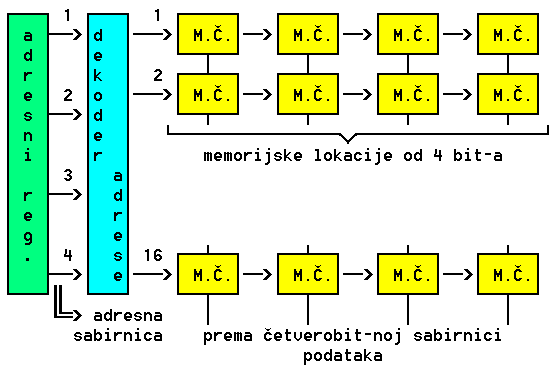 adresni reg.
dekoder adrese
1
2
3
4
1
M.Č. M.Č. M.Č. M.Č.
2
M.Č. M.Č. M.Č. M.Č.
memorijske lokacije od 4 bit-a
16
M.Č. M.Č. M.Č. M.Č.
adresna
sabirnica
prema četverobit-noj sabirnici
podataka